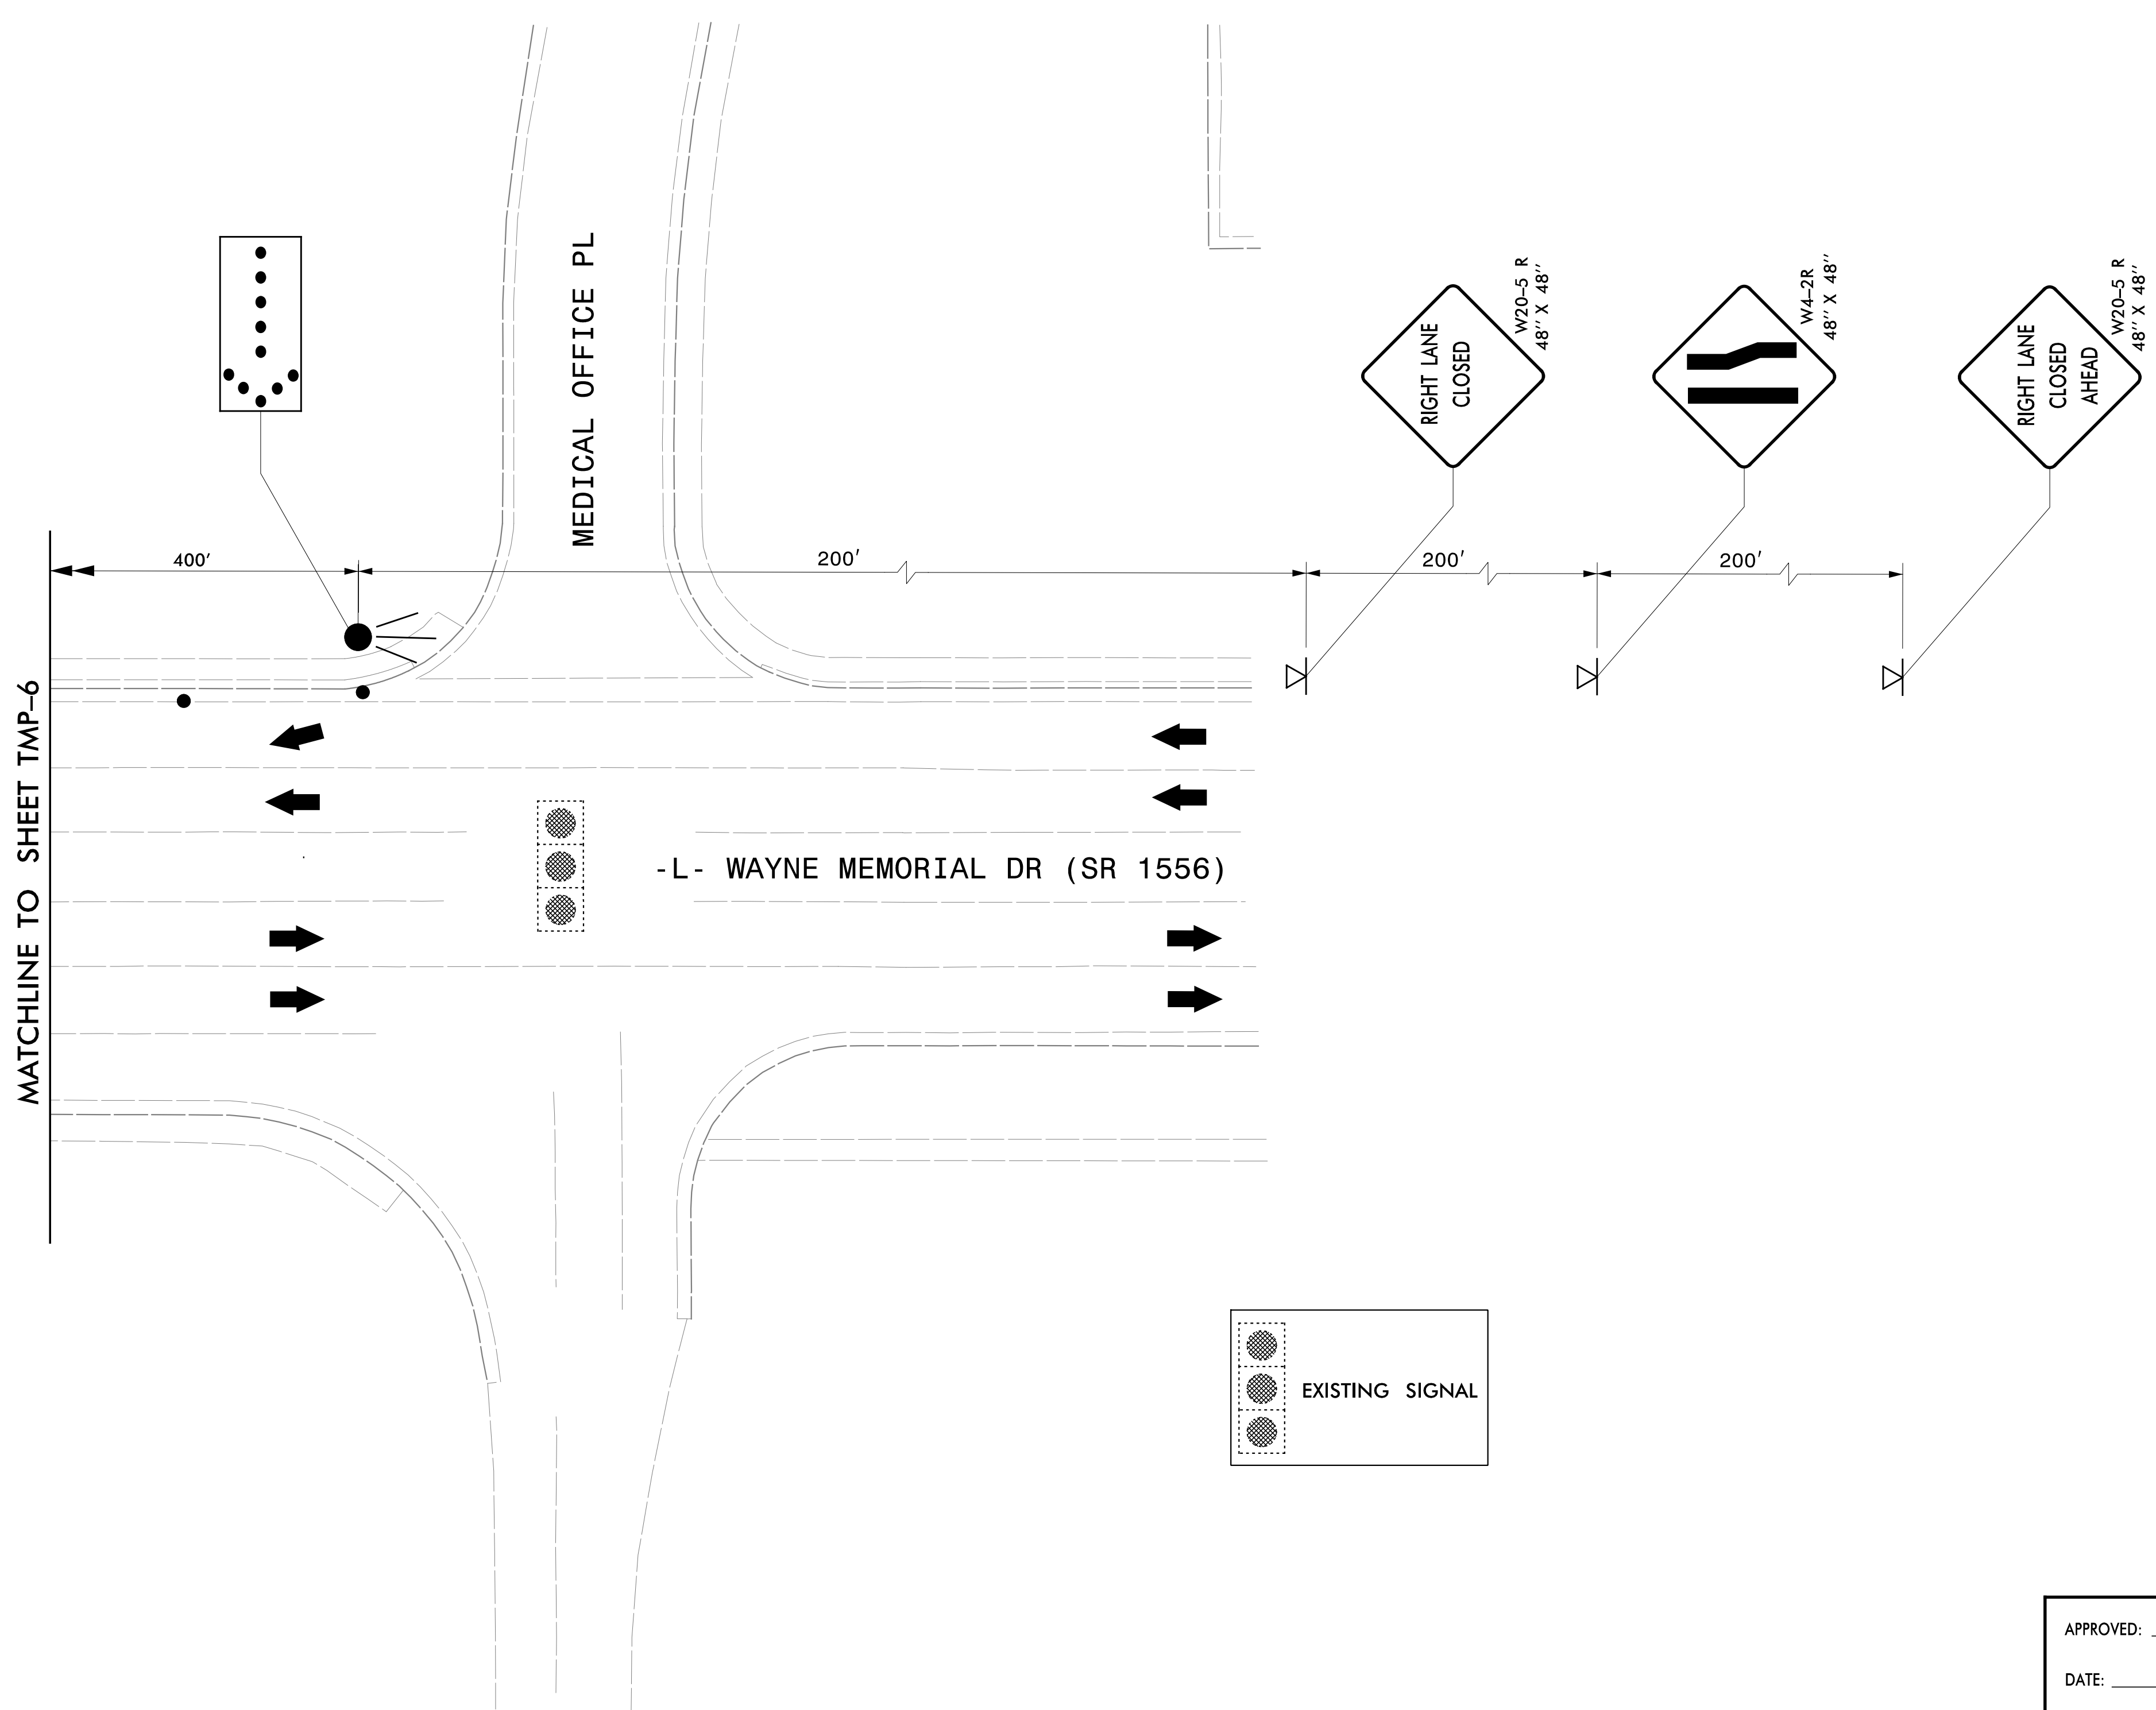 MEDICAL OFFICE PL
RIGHT LANE
CLOSED
W20-5 R
48" X 48"
W4-2R
48" X 48"
RIGHT LANE
CLOSED
AHEAD
W20-5 R
48" X 48"
400'
200'
200'
200'
MATCHLINE TO SHEET TMP-6
-L- WAYNE MEMORIAL DR (SR 1556)
EXISTING SIGNAL
APPROVED:
DATE: